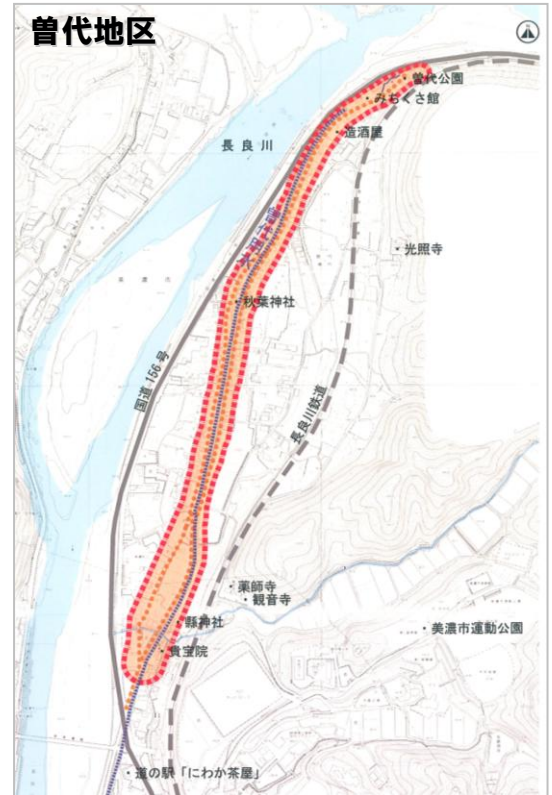 曽代地区
曽代公園
みちくさ館
造酒屋
長良川
光照寺
秋葉神社
国道156号
長良川鉄道
薬師寺
観音寺
縣神社
貴宝院
美濃市運動公園
道の駅「にわか茶屋」